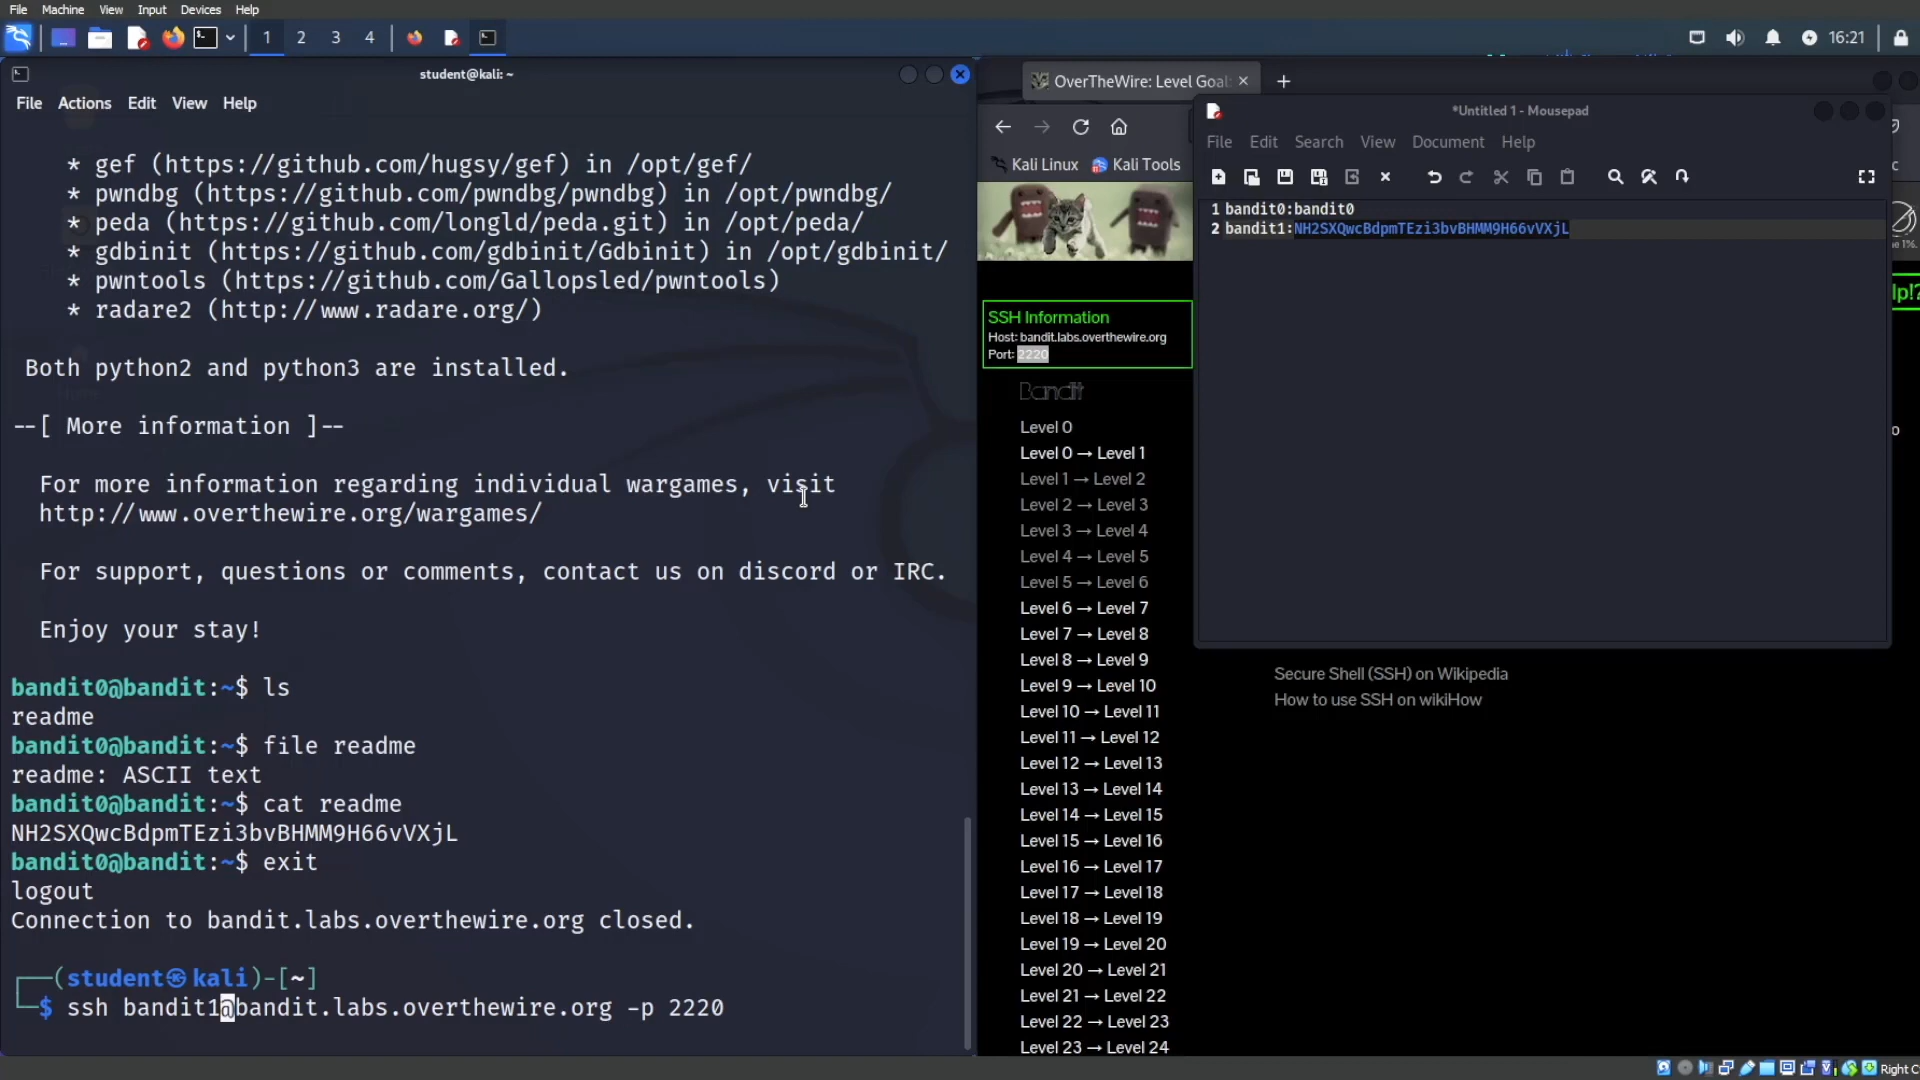 File Machine View Input Devices Help
1 2 3 4
16:21
student@kali: ~
File Actions Edit View Help
* gef (https://github.com/hugsy/gef) in /opt/gef/
* pwndbg (https://github.com/pwndbg/pwndbg) in /opt/pwndbg/
* peda (https://github.com/longld/peda.git) in /opt/peda/
* gdbinit (https://github.com/gdbinit/Gdbinit) in /opt/gdbinit/
* pwntools (https://github.com/Gallopsled/pwntools)
* radare2 (http://www.radare.org/)
Both python2 and python3 are installed.
--[ More information ]--
For more information regarding individual wargames, visit
http://www.overthewire.org/wargames/
For support, questions or comments, contact us on discord or IRC.
Enjoy your stay!
bandit0@bandit:~$ ls
readme
bandit0@bandit:~$ file readme
readme: ASCII text
bandit0@bandit:~$ cat readme
NH2SXQwcBdpmTEzi3bvBHMM9H66vVXjL
bandit0@bandit:~$ exit
logout
Connection to bandit.labs.overthewire.org closed.
┌──(student㉿kali)-[~]
└─$ ssh bandit1@bandit.labs.overthewire.org -p 2220
OverTheWire: Level Goal
Kali Linux Kali Tools
SSH Information
Host: bandit.labs.overthewire.org
Port: 2220
Bandit
Level 0
Level 0 → Level 1
Level 1 → Level 2
Level 2 → Level 3
Level 3 → Level 4
Level 4 → Level 5
Level 5 → Level 6
Level 6 → Level 7
Level 7 → Level 8
Level 8 → Level 9
Level 9 → Level 10
Level 10 → Level 11
Level 11 → Level 12
Level 12 → Level 13
Level 13 → Level 14
Level 14 → Level 15
Level 15 → Level 16
Level 16 → Level 17
Level 17 → Level 18
Level 18 → Level 19
Level 19 → Level 20
Level 20 → Level 21
Level 21 → Level 22
Level 22 → Level 23
Level 23 → Level 24
*Untitled 1 - Mousepad
File Edit Search View Document Help
1 bandit0:bandit0
2 bandit1:NH2SXQwcBdpmTEzi3bvBHMM9H66vVXjL
lp!?
Secure Shell (SSH) on Wikipedia
How to use SSH on wikiHow
Right C